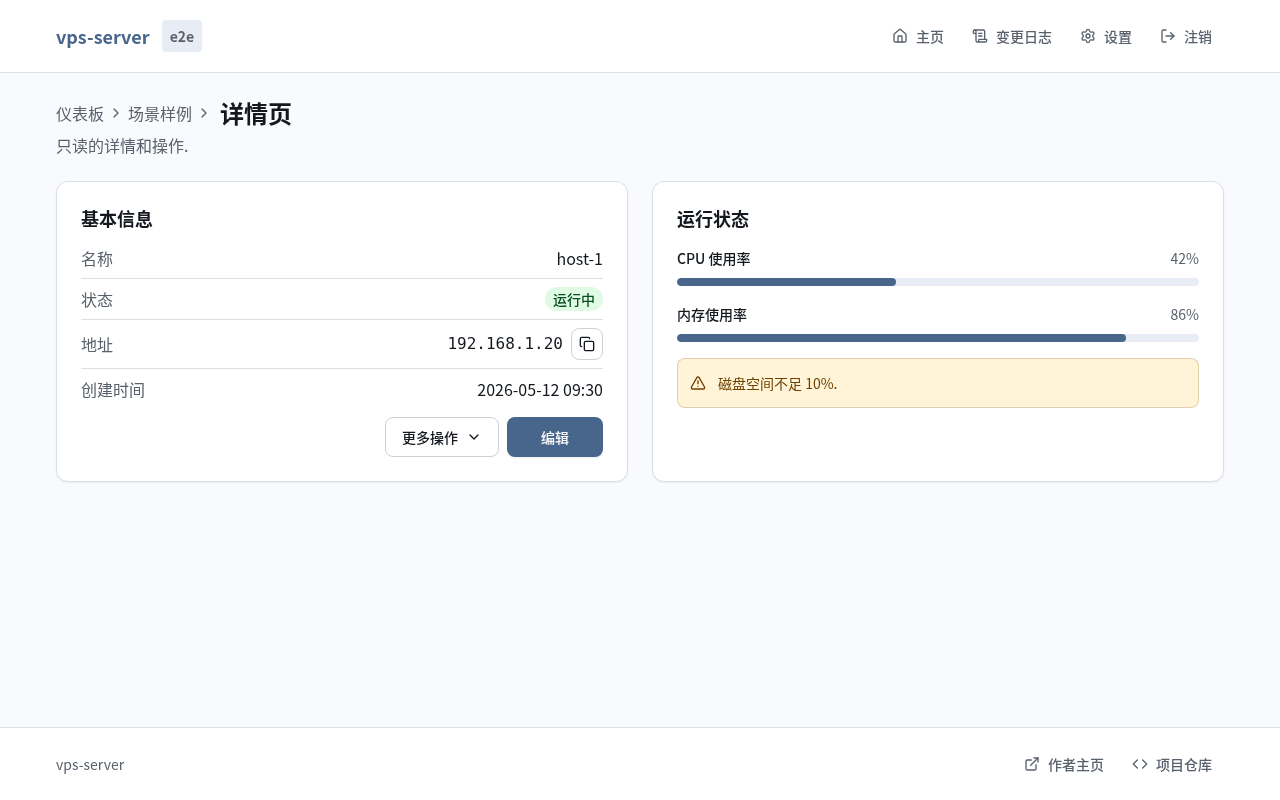 vps-server e2e 主页 变更日志 设置 注销
仪表板 场景样例 详情页
只读的详情和操作.
基本信息
名称 host-1
状态 运行中
地址 192.168.1.20
创建时间 2026-05-12 09:30
更多操作 编辑
运行状态
CPU 使用率 42%
内存使用率 86%
磁盘空间不足 10%.
vps-server 作者主页 项目仓库